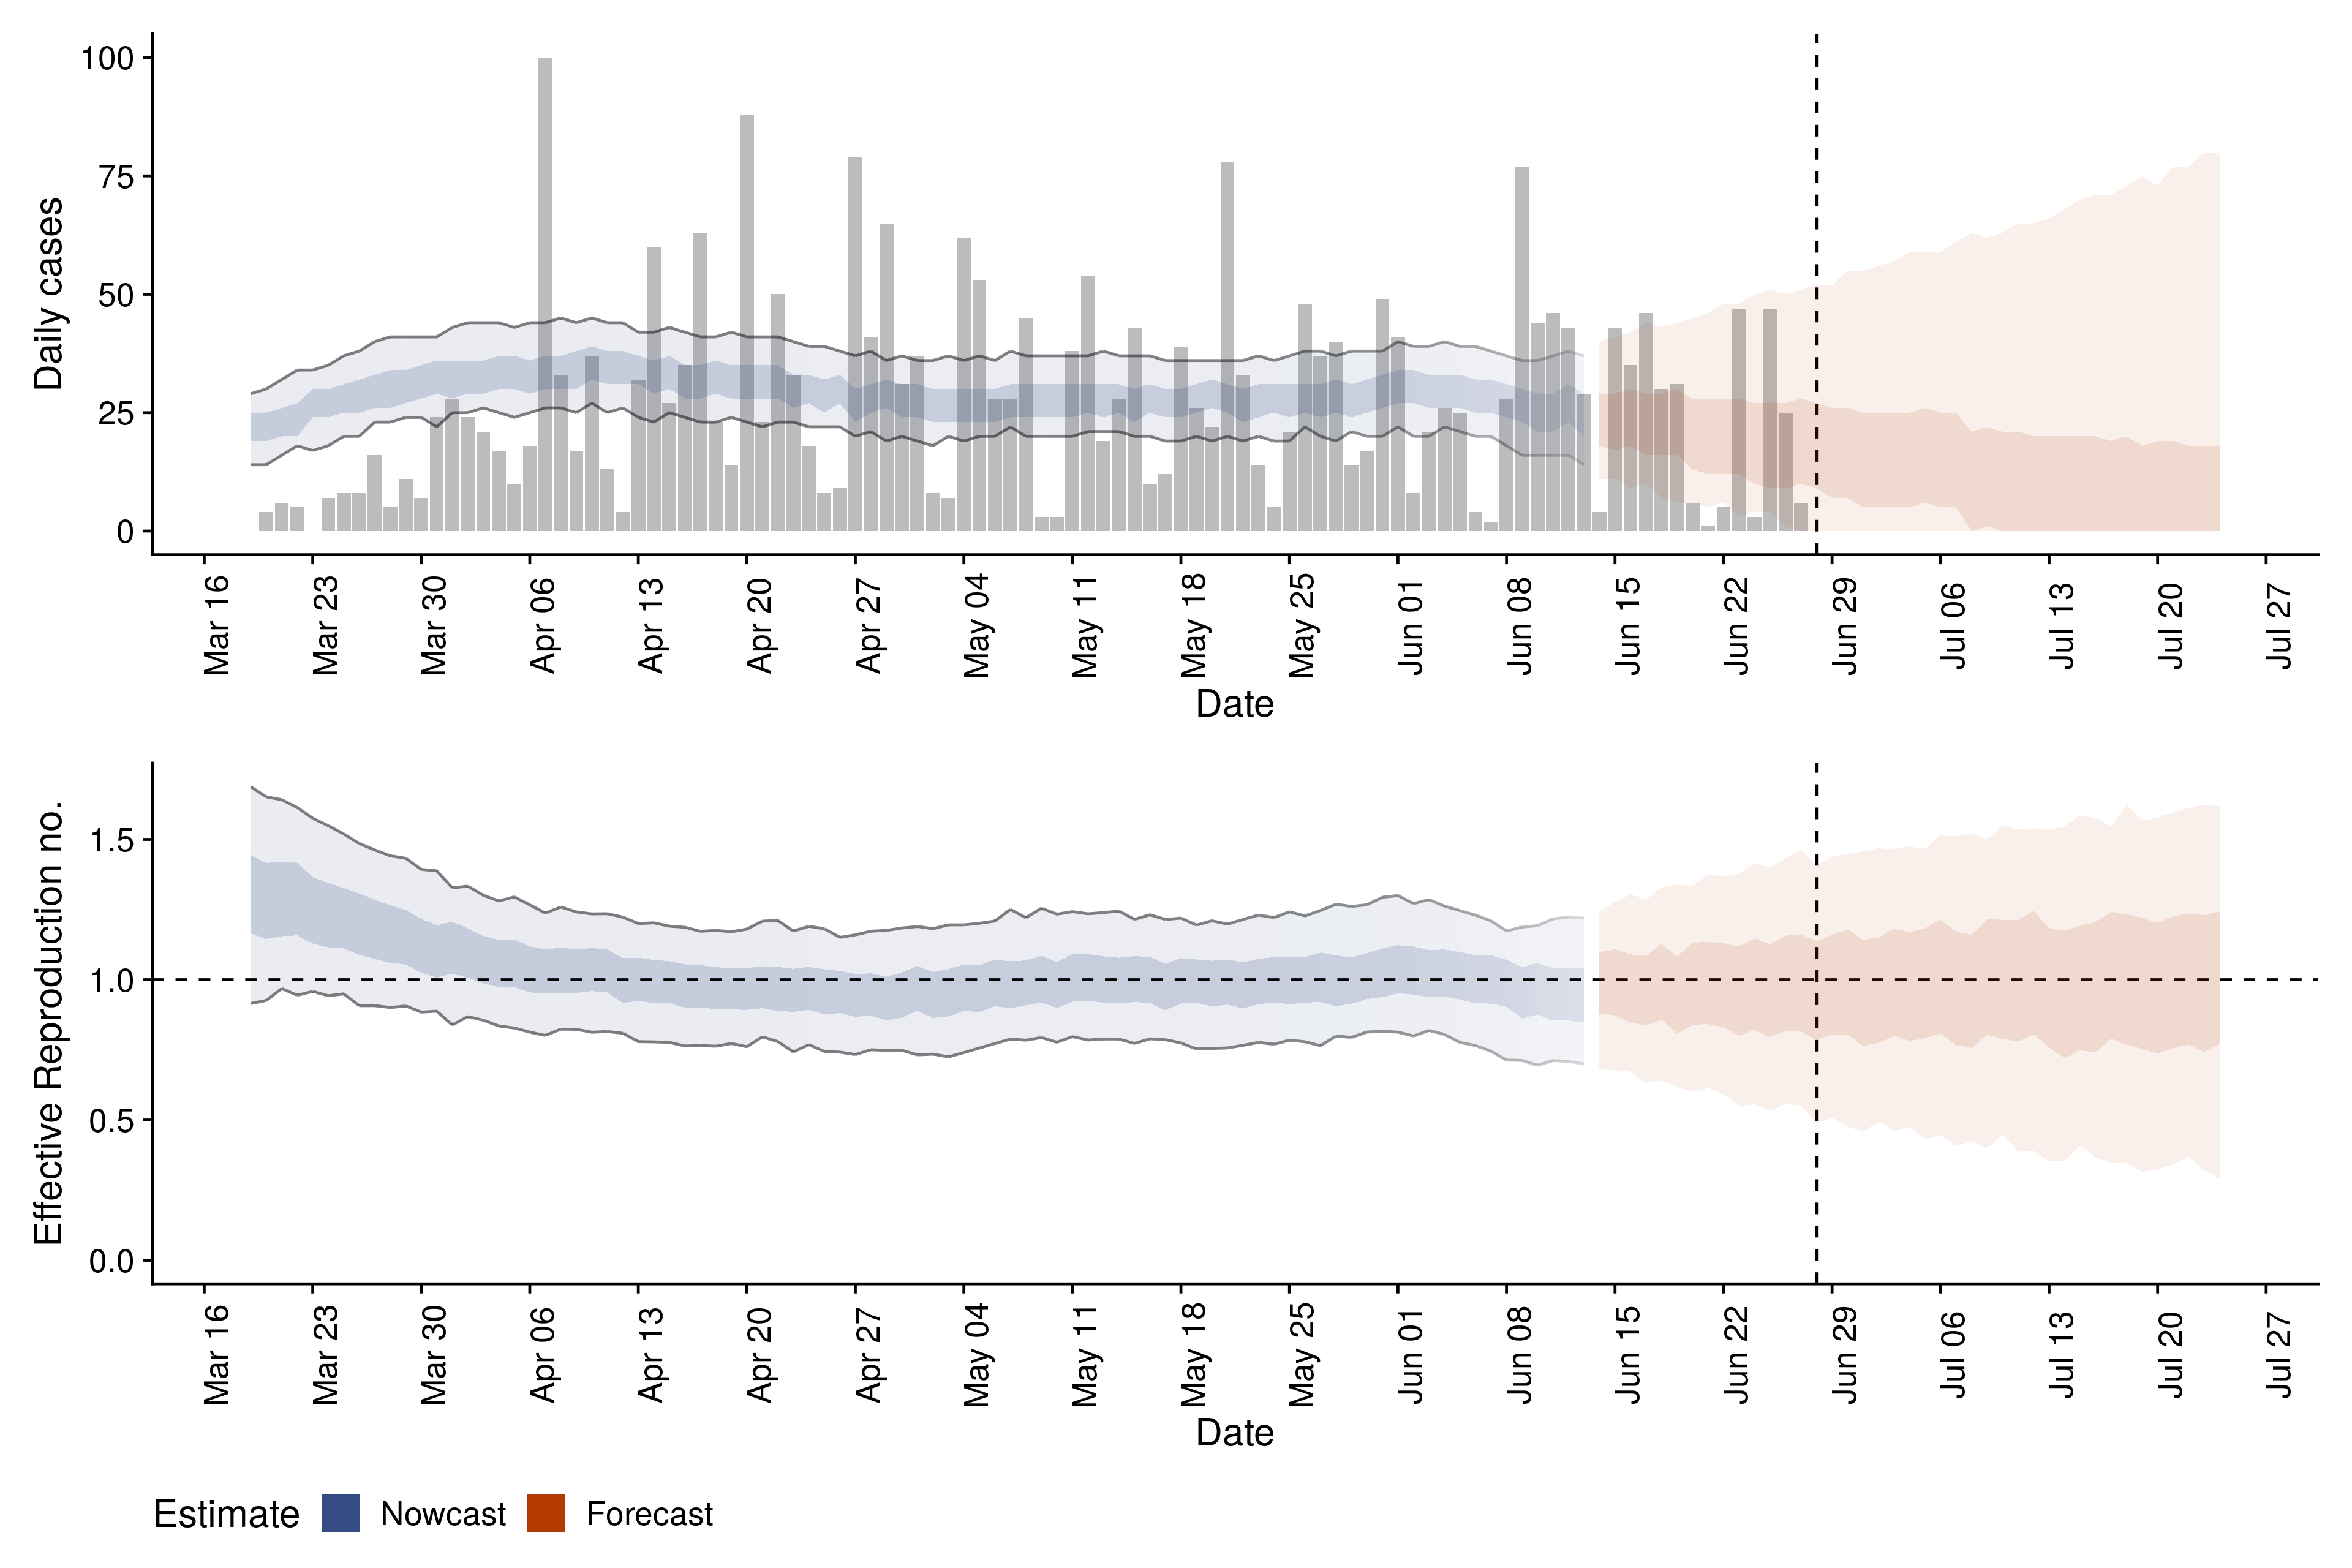 Daily cases
100
75
50
25
0
Mar 16
Mar 23
Mar 30
Apr 06
Apr 13
Apr 20
Apr 27
May 04
May 11
May 18
May 25
Jun 01
Jun 08
Jun 15
Jun 22
Jun 29
Jul 06
Jul 13
Jul 20
Jul 27
Date
Effective Reproduction no.
1.5
1.0
0.5
0.0
Mar 16
Mar 23
Mar 30
Apr 06
Apr 13
Apr 20
Apr 27
May 04
May 11
May 18
May 25
Jun 01
Jun 08
Jun 15
Jun 22
Jun 29
Jul 06
Jul 13
Jul 20
Jul 27
Date
Estimate Nowcast Forecast